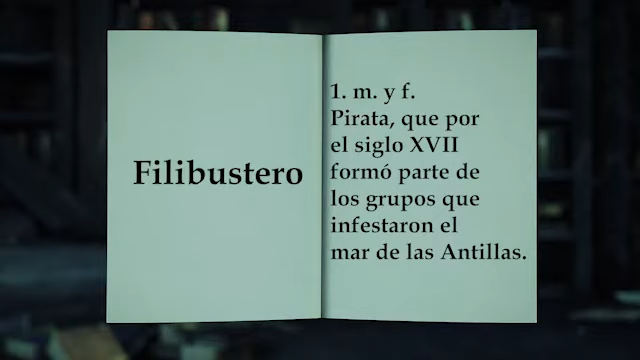 Filibustero
1. m. y f.
Pirata, que por
el siglo XVII
formó parte de
los grupos que
infestaron el
mar de las Antillas.